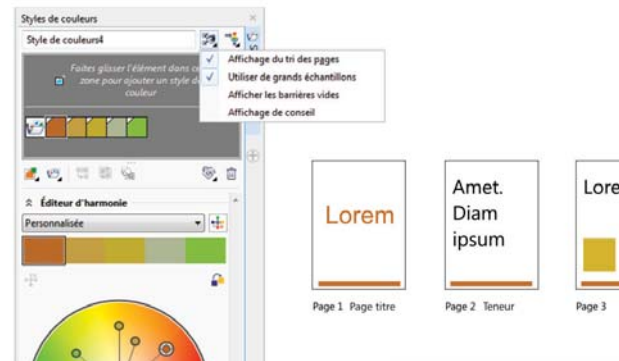 Styles de couleurs
Style de couleurs4
Affichage du tri des pages
Utiliser de grands échantillons
Afficher les barrières vides
Affichage de conseil
Faites glisser l'élément dans ce
zone pour ajouter un style d
couleur
Éditeur d'harmonie
Personnalisée
Lorem
Amet.
Diam
ipsum
Lore
Page 1 Page titre
Page 2 Teneur
Page 3